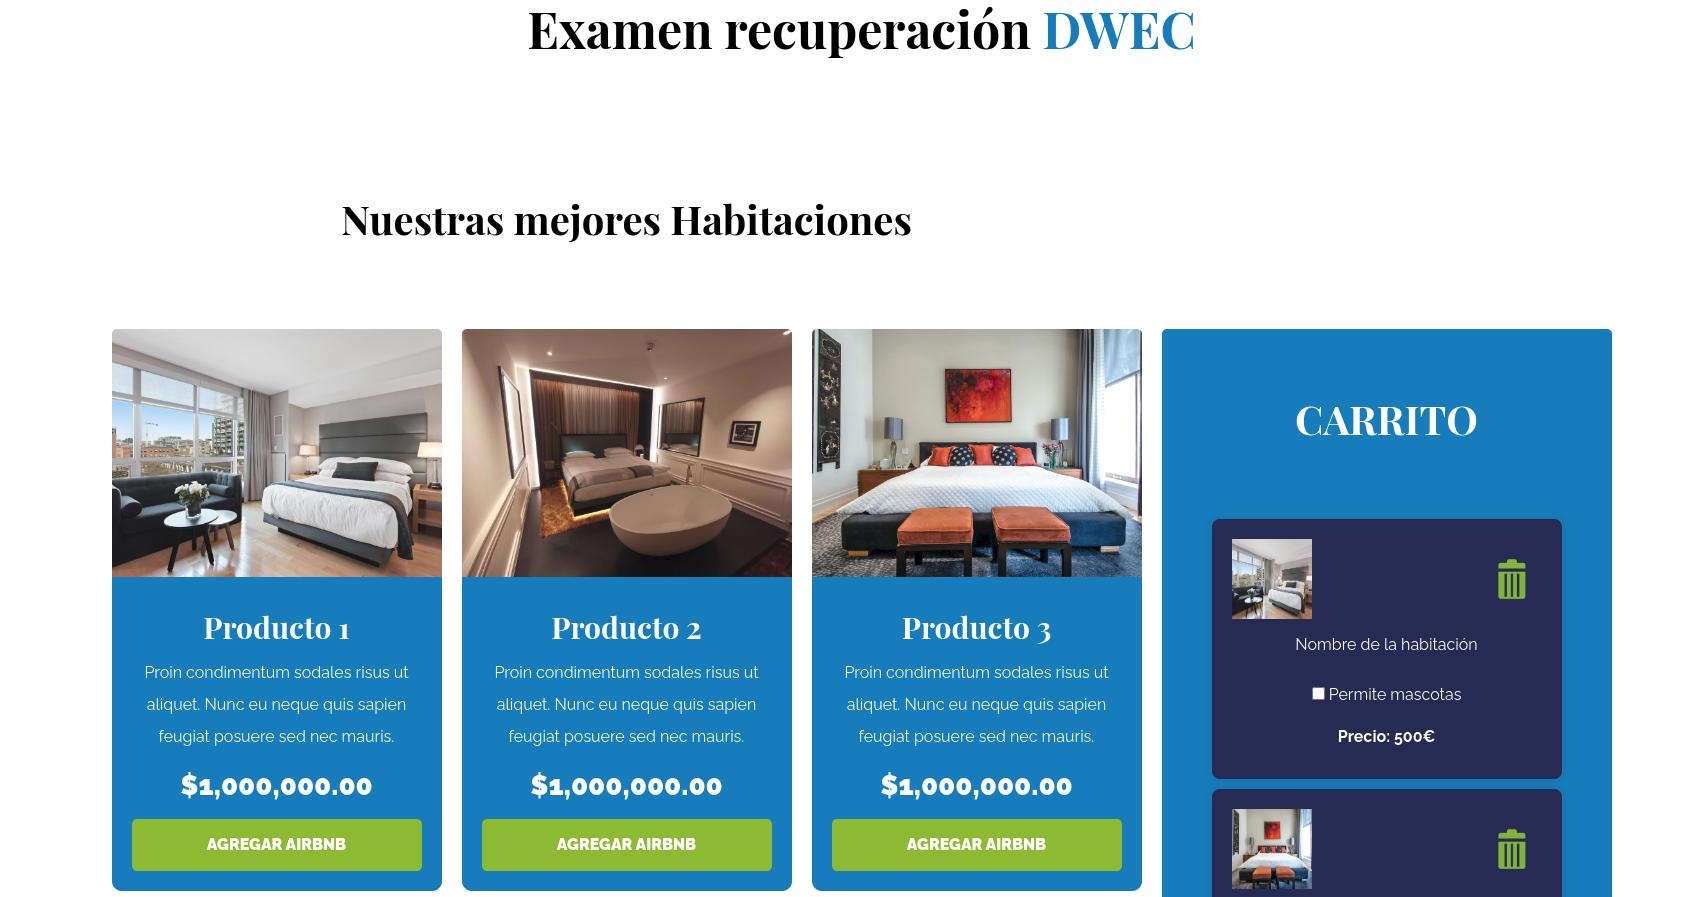 Examen recuperación DWEC
Nuestras mejores Habitaciones
Producto 1
Proin condimentum sodales risus ut
aliquet. Nunc eu neque quis sapien
feugiat posuere sed nec mauris.
$1,000,000.00
AGREGAR AIRBNB
Producto 2
Proin condimentum sodales risus ut
aliquet. Nunc eu neque quis sapien
feugiat posuere sed nec mauris.
$1,000,000.00
AGREGAR AIRBNB
Producto 3
Proin condimentum sodales risus ut
aliquet. Nunc eu neque quis sapien
feugiat posuere sed nec mauris.
$1,000,000.00
AGREGAR AIRBNB
CARRITO
Nombre de la habitación
Permite mascotas
Precio: 500€